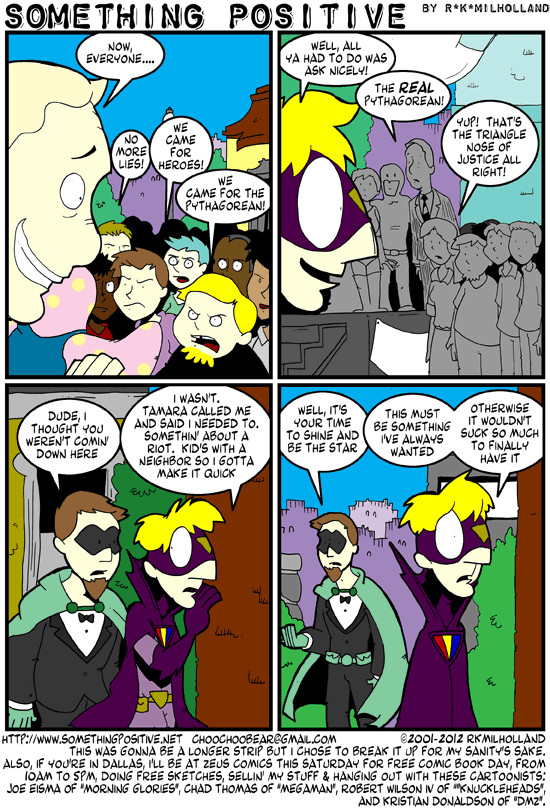 SOMETHING POSITIVE
BY R*K*MILHOLLAND
NOW,
EVERYONE....
NO
MORE
LIES!
WE
CAME
FOR
HEROES!
WE
CAME FOR THE
PYTHAGOREAN!
WELL, ALL
YA HAD TO DO WAS
ASK NICELY!
THE REAL
PYTHAGOREAN!
YUP! THAT'S
THE TRIANGLE
NOSE OF
JUSTICE ALL
RIGHT!
DUDE, I
THOUGHT YOU
WEREN'T COMIN'
DOWN HERE
I WASN'T.
TAMARA CALLED ME
AND SAID I NEEDED TO.
SOMETHIN' ABOUT A
RIOT. KID'S WITH A
NEIGHBOR SO I GOTTA
MAKE IT QUICK
WELL, IT'S
YOUR TIME
TO SHINE AND
BE THE STAR
THIS MUST
BE SOMETHING
I'VE ALWAYS
WANTED
OTHERWISE
IT WOULDN'T
SUCK SO MUCH
TO FINALLY
HAVE IT
HTTP://WWW.SOMETHINGPOSITIVE.NET CHOOCHOOBEAR@GMAIL.COM ©2001-2012 RKMILHOLLAND
THIS WAS GONNA BE A LONGER STRIP BUT I CHOSE TO BREAK IT UP FOR MY SANITY'S SAKE.
ALSO, IF YOU'RE IN DALLAS, I'LL BE AT ZEUS COMICS THIS SATURDAY FOR FREE COMIC BOOK DAY, FROM
10AM TO 5PM, DOING FREE SKETCHES, SELLIN' MY STUFF & HANGING OUT WITH THESE CARTOONISTS:
JOE EISMA OF "MORNING GLORIES", CHAD THOMAS OF "MEGAMAN", ROBERT WILSON IV OF ""KNUCKLEHEADS",
AND KRISTIAN DONALDSON OF "DMZ".